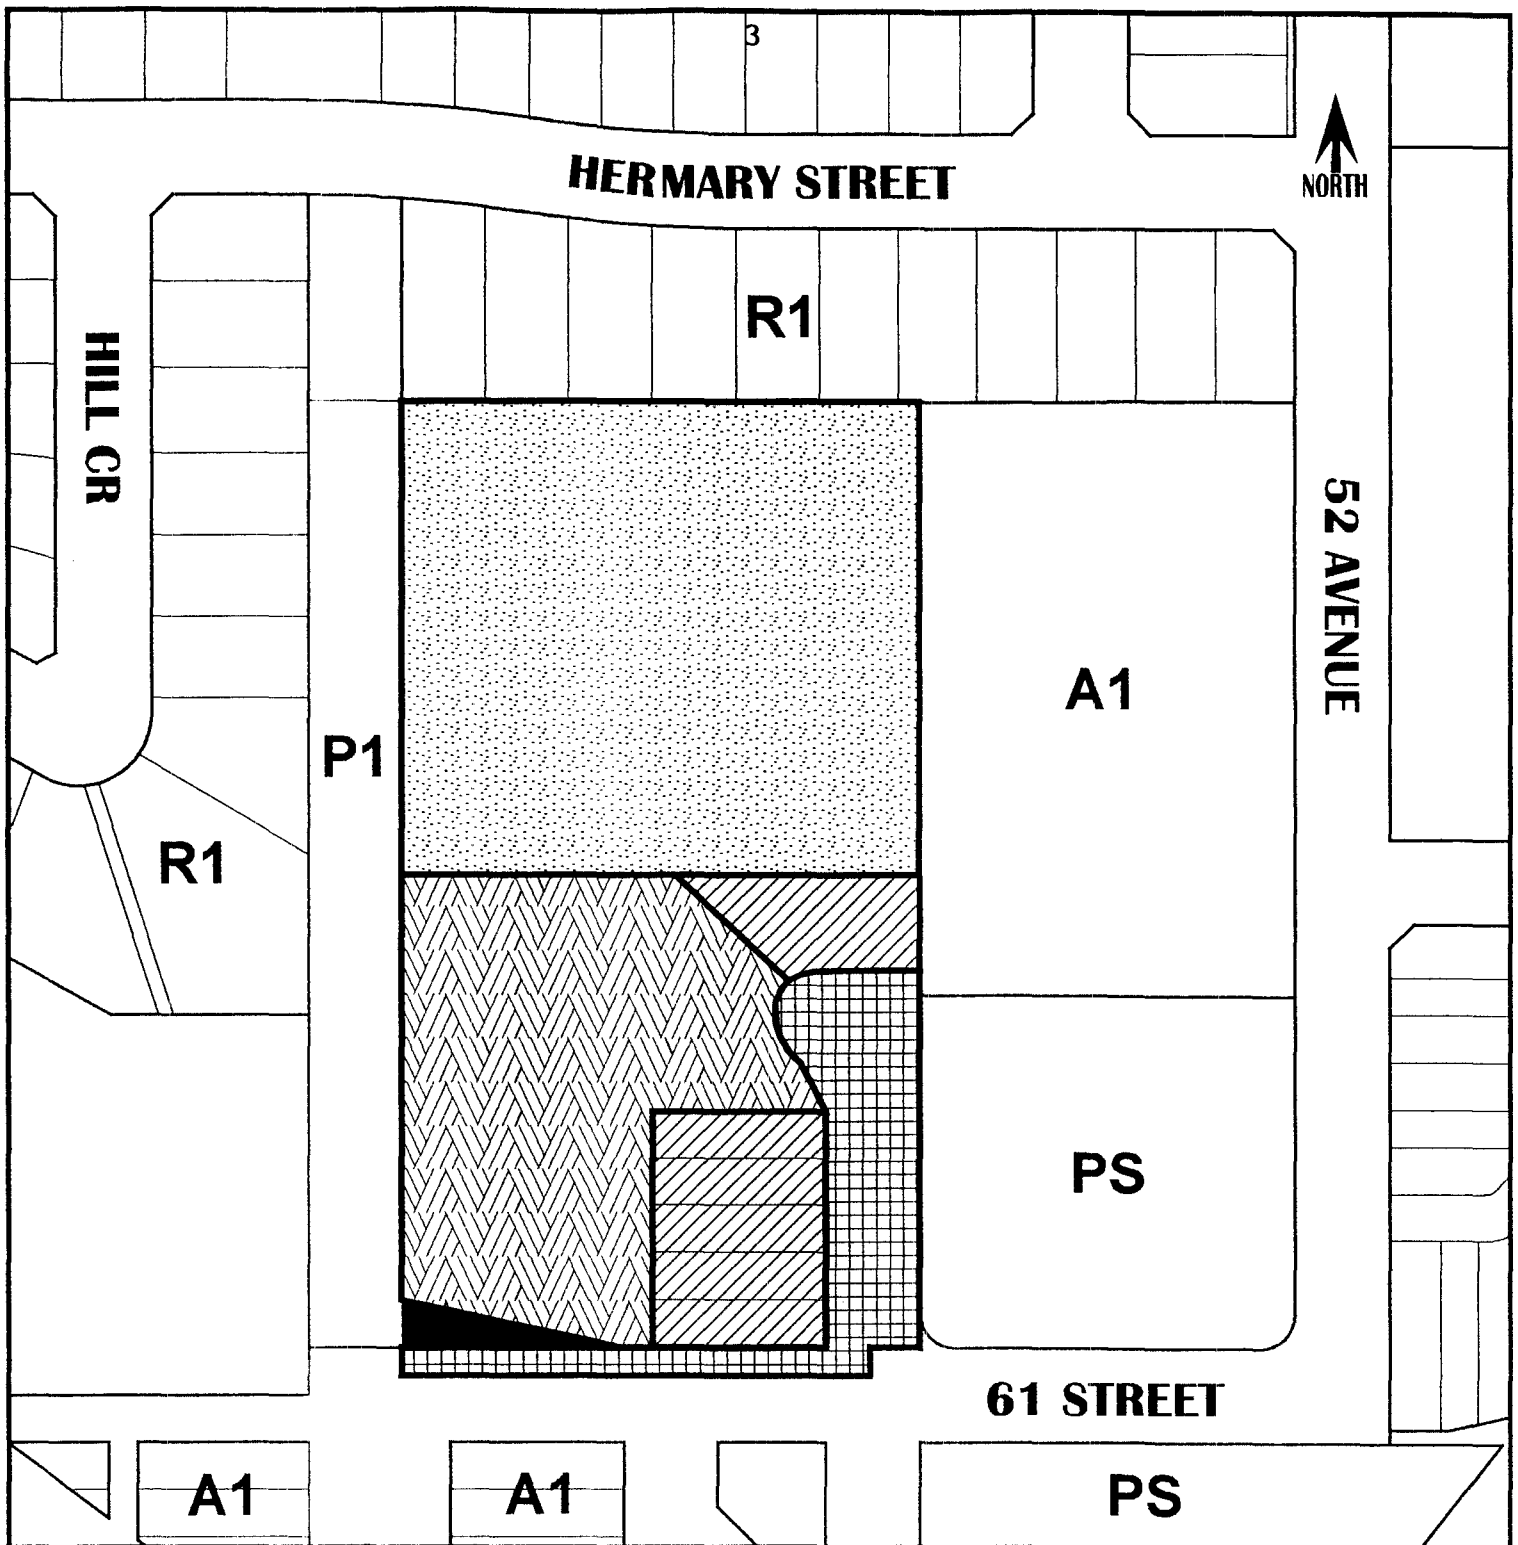 3
HERMARY STREET
NORTH
R1
HILL CR
52 AVENUE
A1
P1
R1
PS
61 STREET
A1
A1
PS